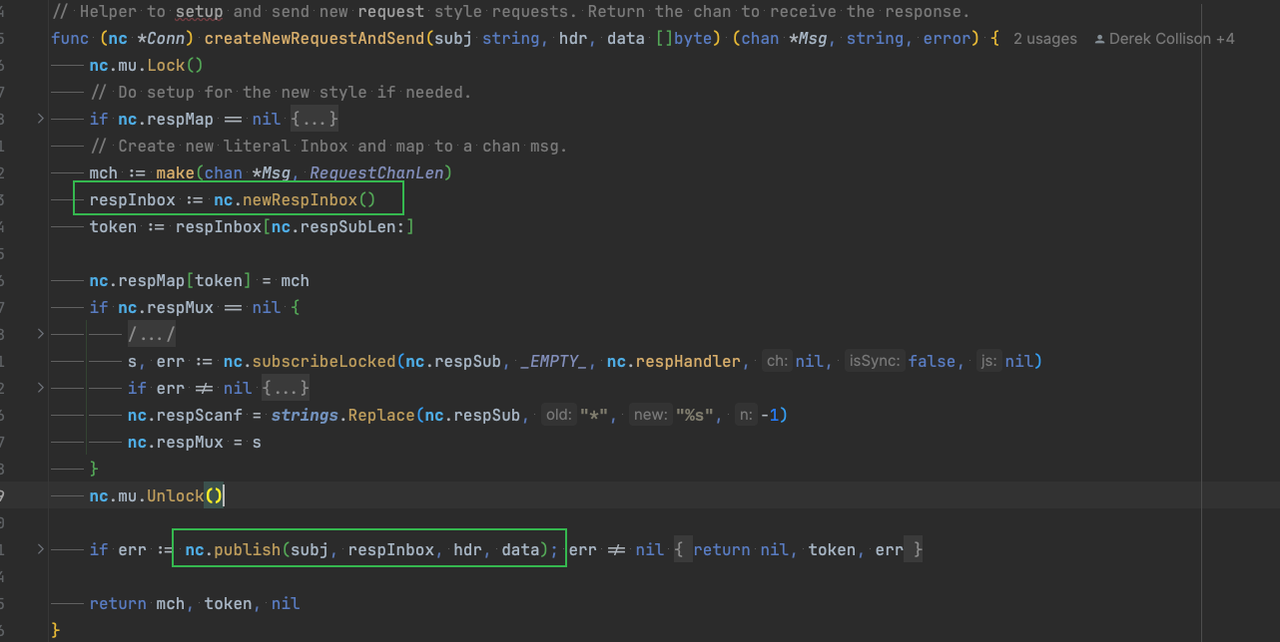 // Helper to setup and send new request style requests. Return the chan to receive the response.
func (nc *Conn) createNewRequestAndSend(subj string, hdr, data []byte) (chan *Msg, string, error) { 2 usages Derek Collison +4
nc.mu.Lock()
// Do setup for the new style if needed.
if nc.respMap == nil {...}
// Create new literal Inbox and map to a chan msg.
mch := make(chan *Msg, RequestChanLen)
respInbox := nc.newRespInbox()
token := respInbox[nc.respSubLen:]
nc.respMap[token] = mch
if nc.respMux == nil {
/.../
s, err := nc.subscribeLocked(nc.respSub, _EMPTY_, nc.respHandler, ch: nil, isSync: false, js: nil)
if err != nil {...}
nc.respScanf = strings.Replace(nc.respSub, old: "*", new: "%s", n: -1)
nc.respMux = s
}
nc.mu.Unlock()
if err := nc.publish(subj, respInbox, hdr, data); err != nil { return nil, token, err }
return mch, token, nil
}